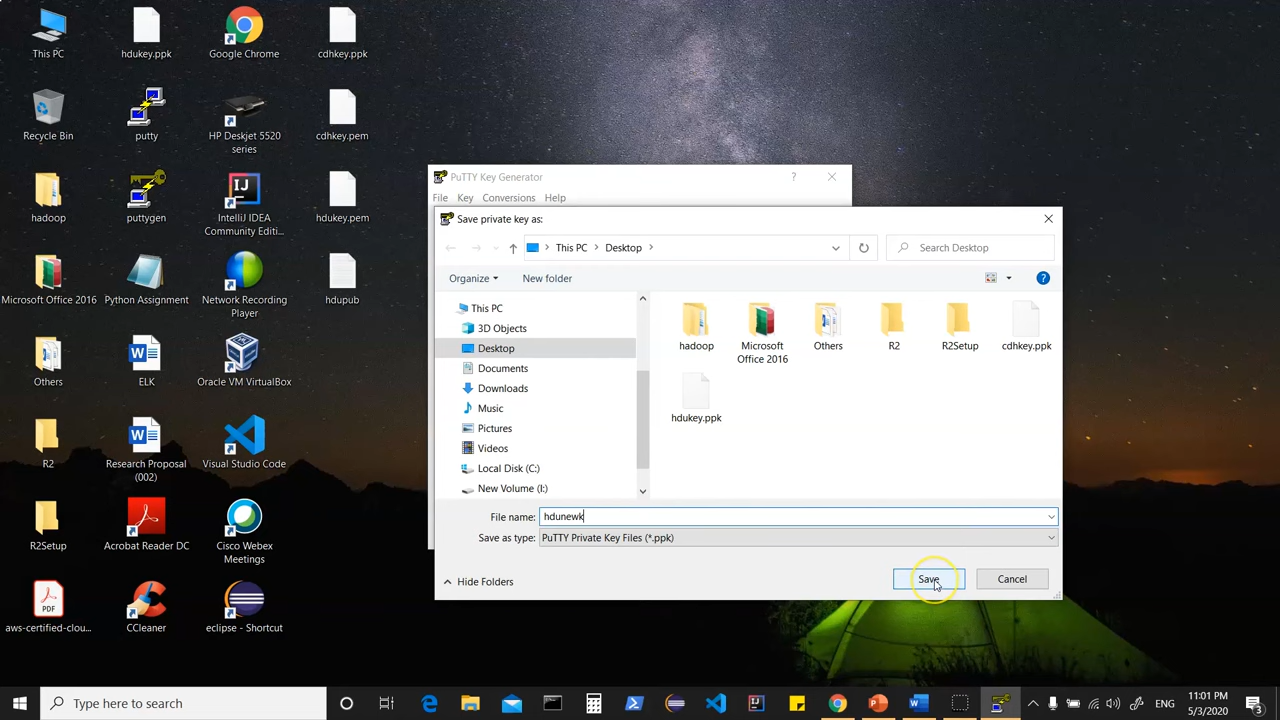 This PC
hdukey.ppk
Google Chrome
cdhkey.ppk
Recycle Bin
putty
HP Deskjet 5520
series
cdhkey.pem
hadoop
puttygen
IntelliJ IDEA
Community Editi...
hdukey.pem
Microsoft Office 2016
Python Assignment
Network Recording
Player
hdupub
Others
ELK
Oracle VM VirtualBox
R2
Research Proposal
(002)
Visual Studio Code
R2Setup
Acrobat Reader DC
Cisco Webex
Meetings
aws-certified-clou...
CCleaner
eclipse - Shortcut
PuTTY Key Generator
?
File Key Conversions Help
Save private key as:
This PC > Desktop >
Search Desktop
Organize
New folder
?
This PC
3D Objects
Desktop
Documents
Downloads
Music
Pictures
Videos
Local Disk (C:)
New Volume (I:)
hadoop
Microsoft
Office 2016
Others
R2
R2Setup
cdhkey.ppk
hdukey.ppk
File name: hdunewk
Save as type: PuTTY Private Key Files (*.ppk)
Hide Folders
Save
Cancel
Type here to search
ENG
11:01 PM
5/3/2020
3